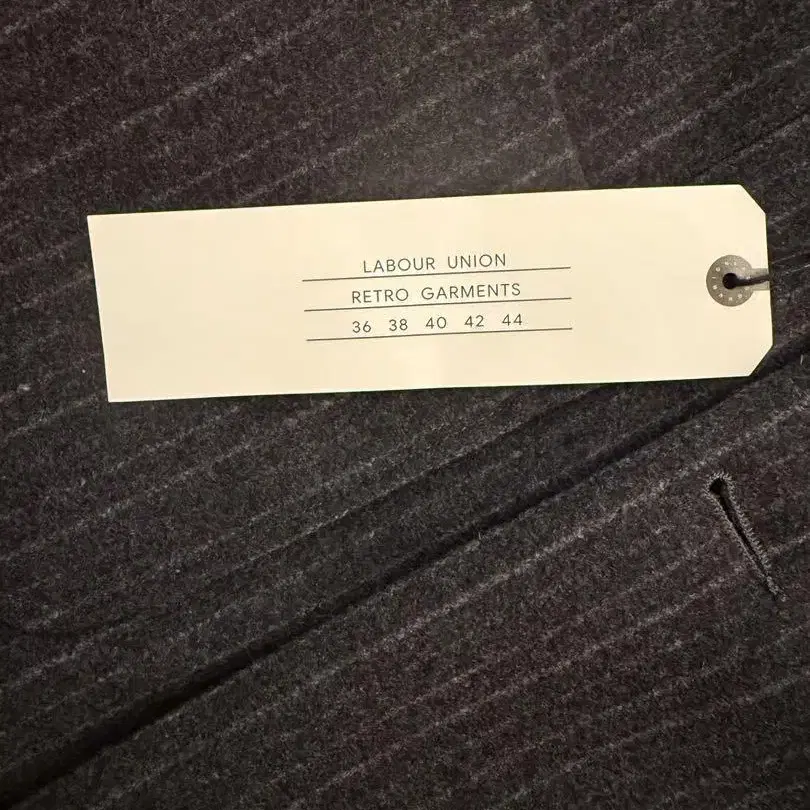 LABOUR UNION
RETRO GARMENTS
36 38 40 42 44